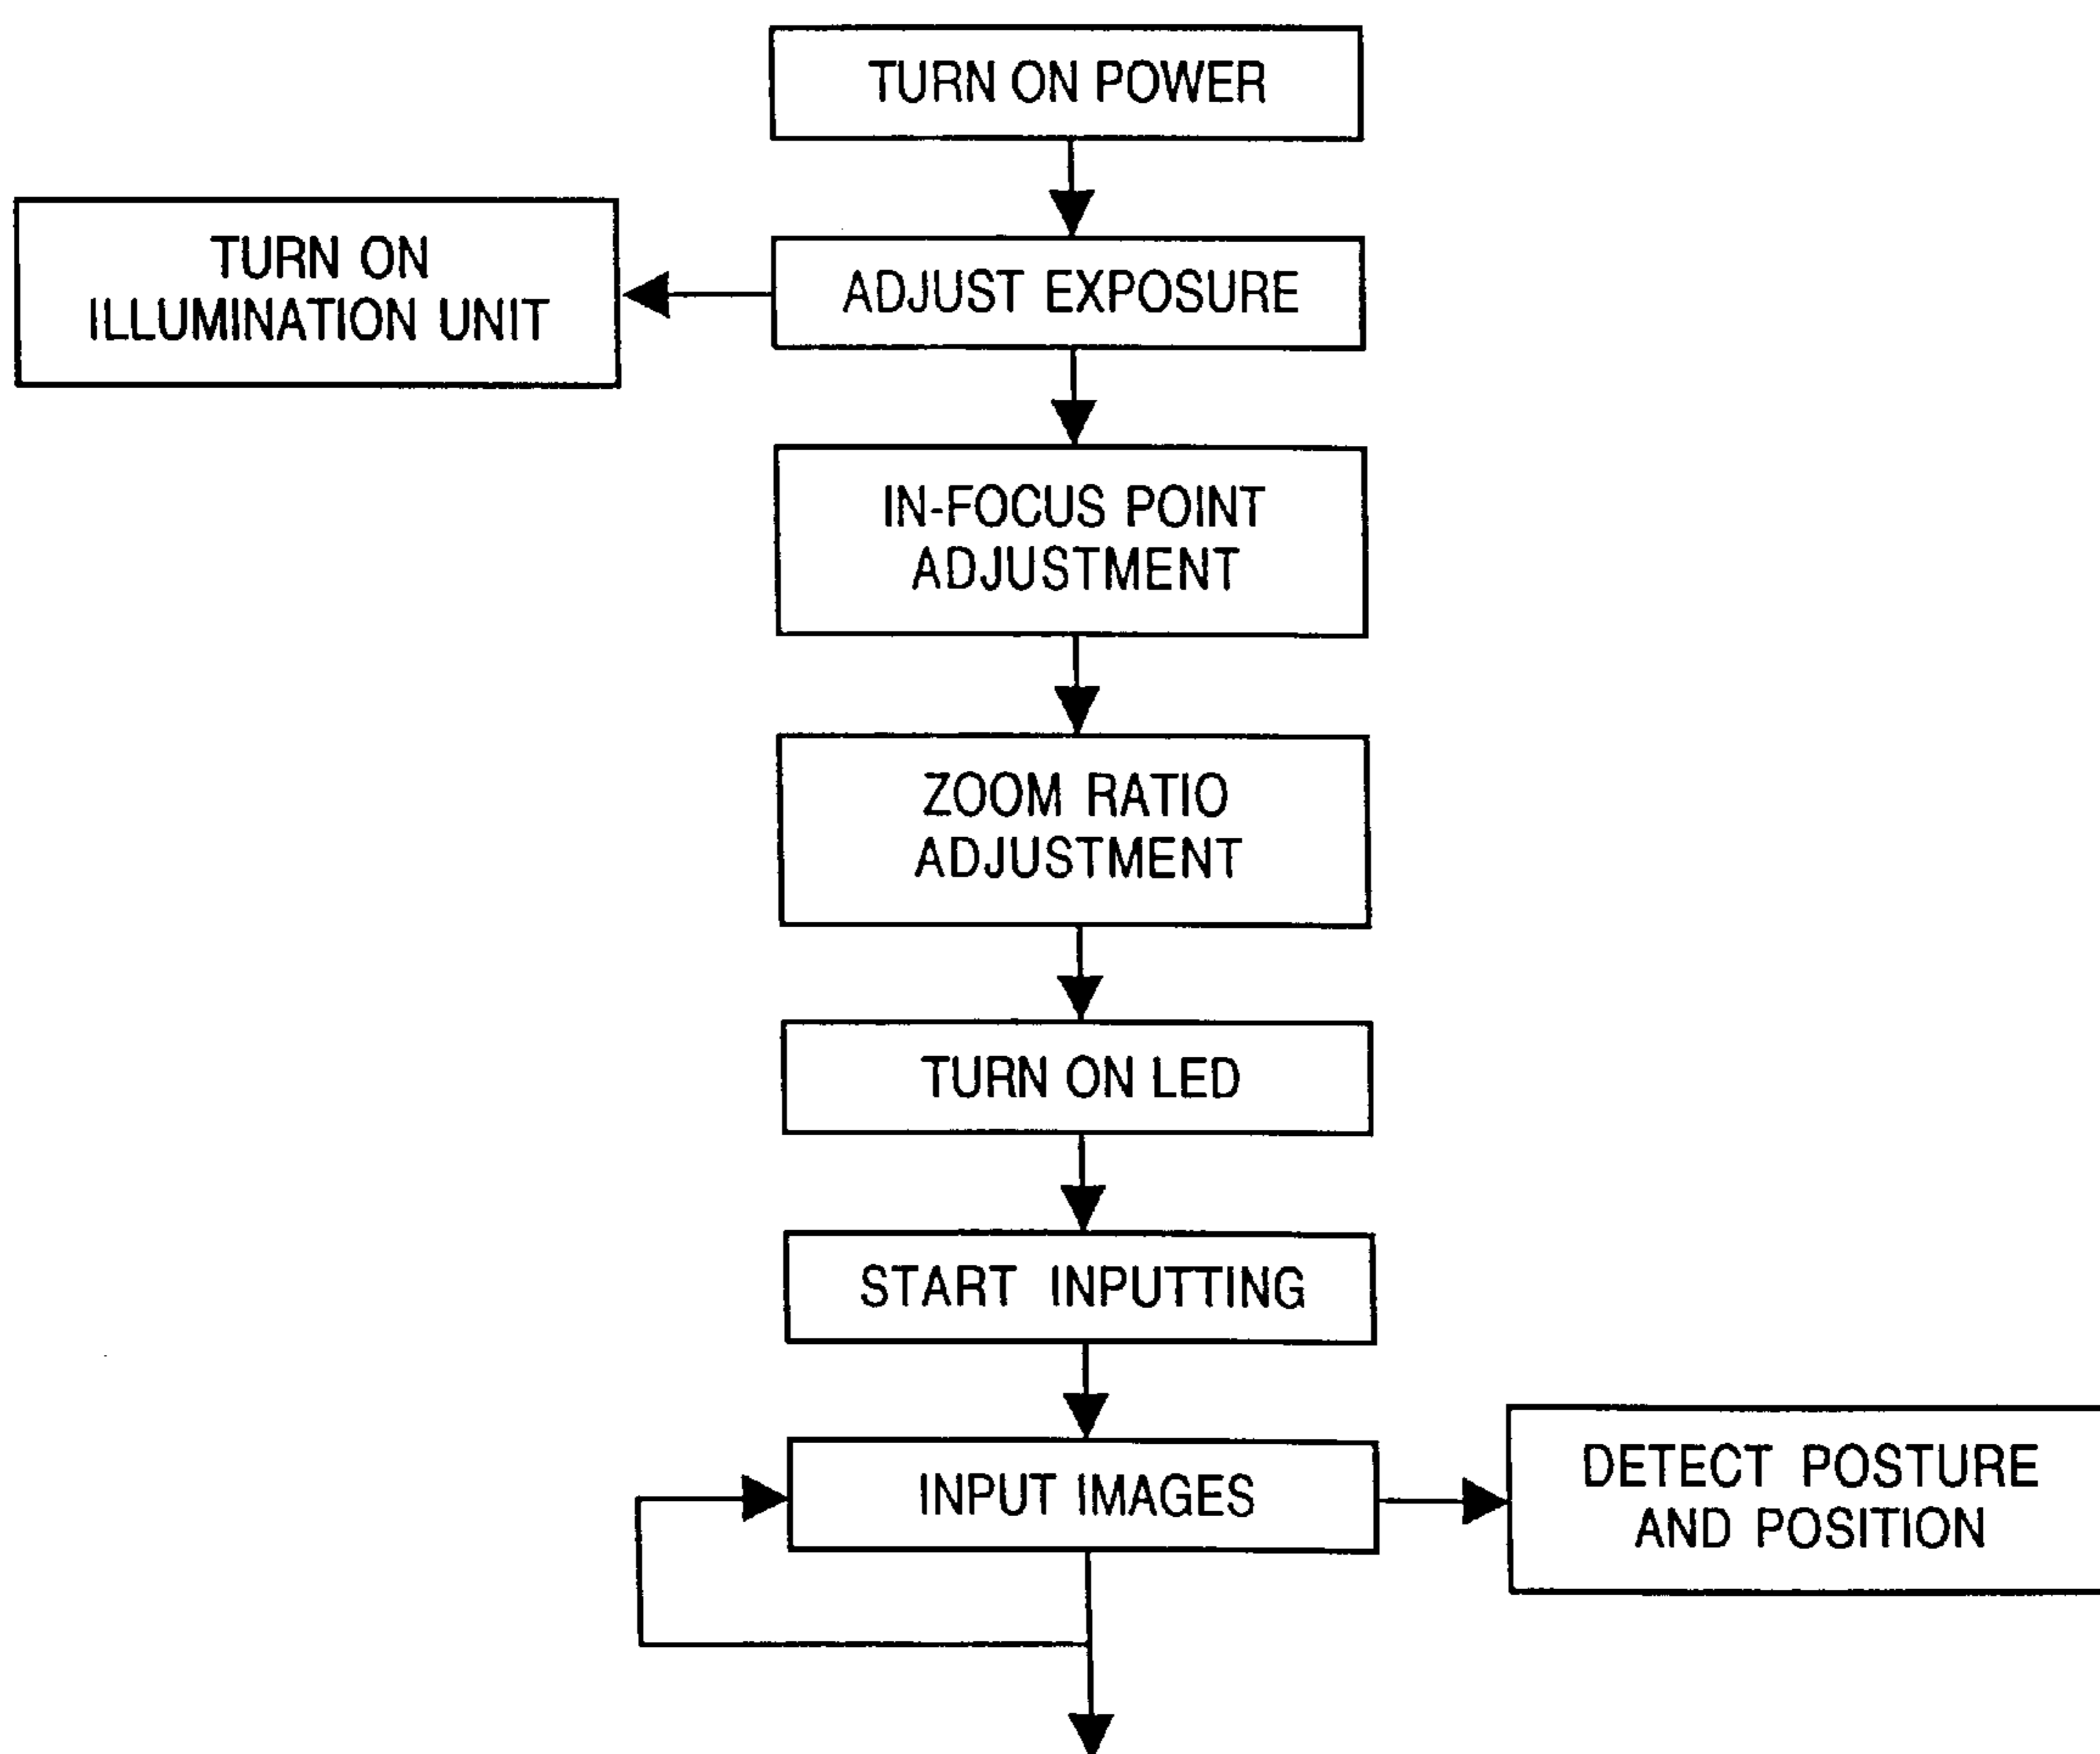 TURN ON POWER
TURN ON
ILLUMINATION UNIT
ADJUST EXPOSURE
IN-FOCUS POINT
ADJUSTMENT
ZOOM RATIO
ADJUSTMENT
TURN ON LED
START INPUTTING
INPUT IMAGES
DETECT POSTURE
AND POSITION